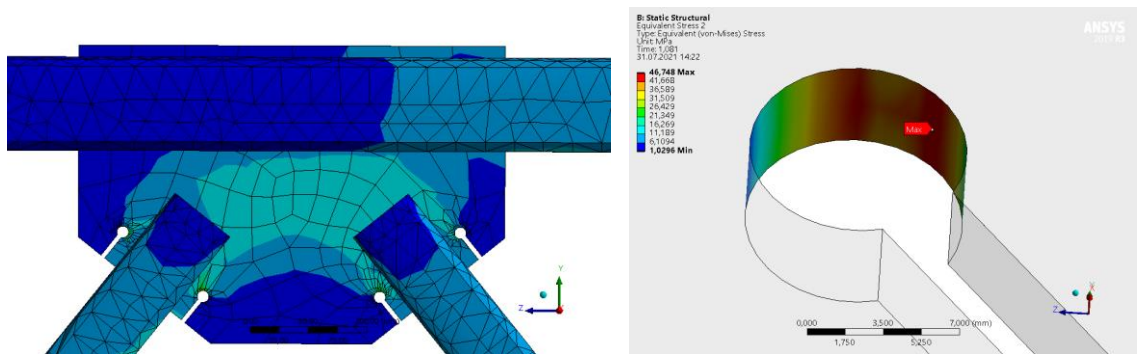 B: Static Structural
Equivalent Stress 2
Type: Equivalent (von-Mises) Stress
Unit: MPa
Time: 1,081
31.07.2021 14:22
46,748 Max
41,668
36,589
31,509
26,429
21,349
16,269
11,189
6,1094
1,0296 Min
ANSYS
2019 R3
Max
Y
Z
X
Z
0,000 3,500 7,000 (mm)
1,750 5,250